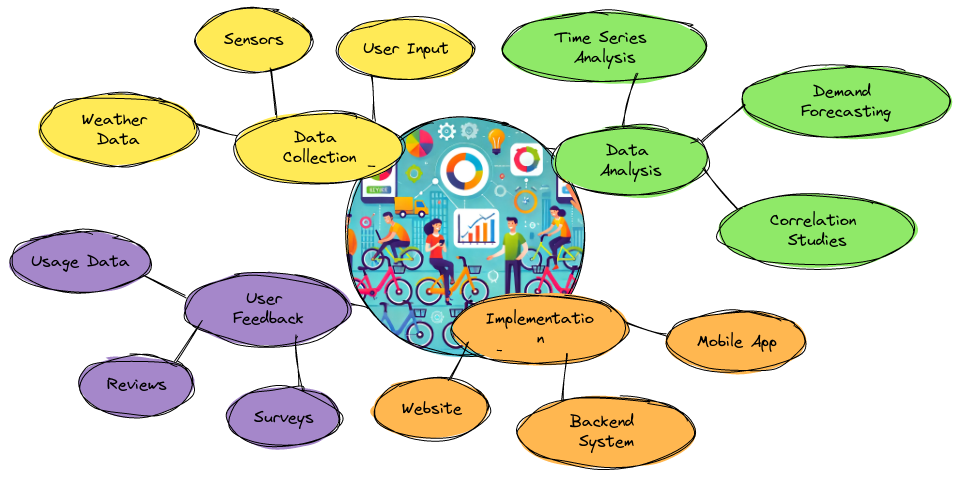 Sensors
User Input
Weather
Data
Data
Collection
Time Series
Analysis
Demand
Forecasting
Data
Analysis
Correlation
Studies
Usage Data
User
Feedback
Reviews
Surveys
Implementatio
n
Mobile App
Website
Backend
System